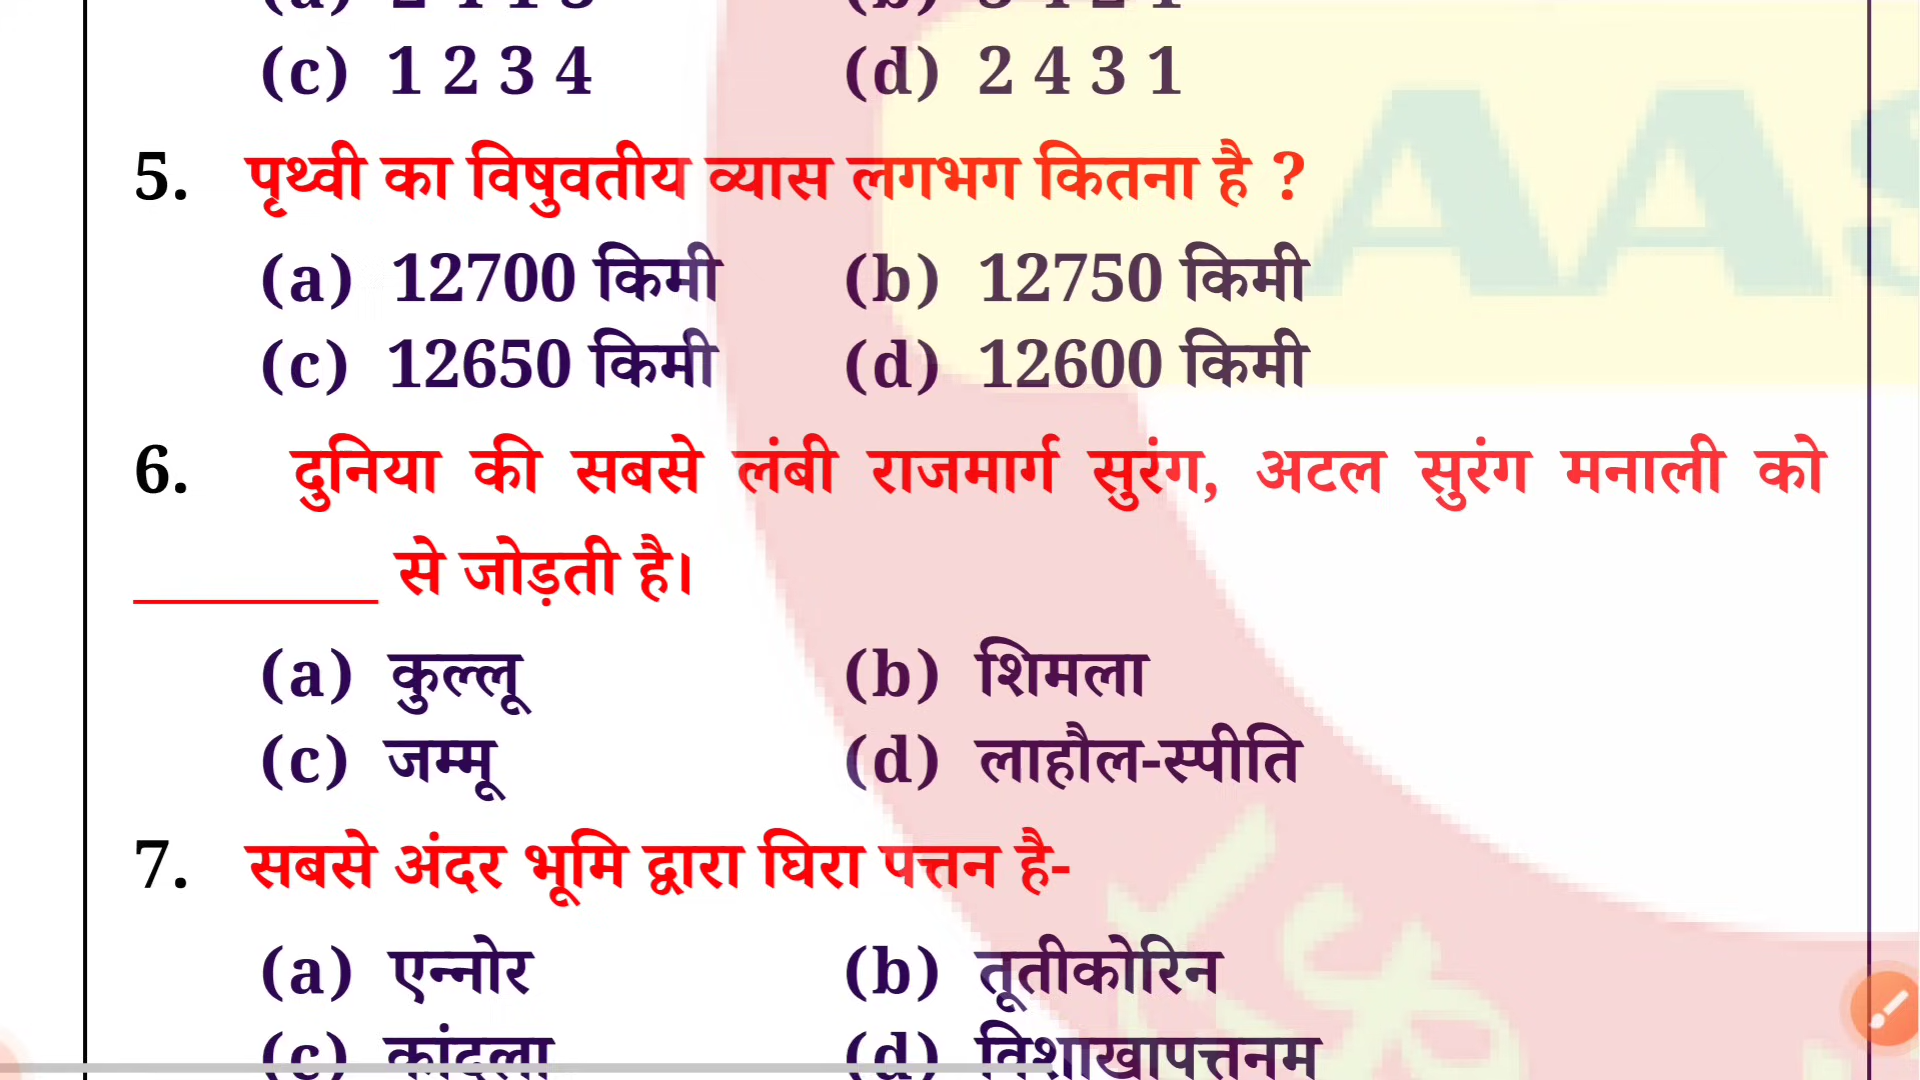 (c) 1 2 3 4 (d) 2 4 3 1
5. पृथ्वी का विषुवतीय व्यास लगभग कितना है ?
(a) 12700 किमी (b) 12750 किमी
(c) 12650 किमी (d) 12600 किमी
6. दुनिया की सबसे लंबी राजमार्ग सुरंग, अटल सुरंग मनाली को
________ से जोड़ती है।
(a) कुल्लू (b) शिमला
(c) जम्मू (d) लाहौल-स्पीति
7. सबसे अंदर भूमि द्वारा घिरा पत्तन है-
(a) एन्नोर (b) तूतीकोरिन
(c) कांदला (d) विशाखापत्तनम